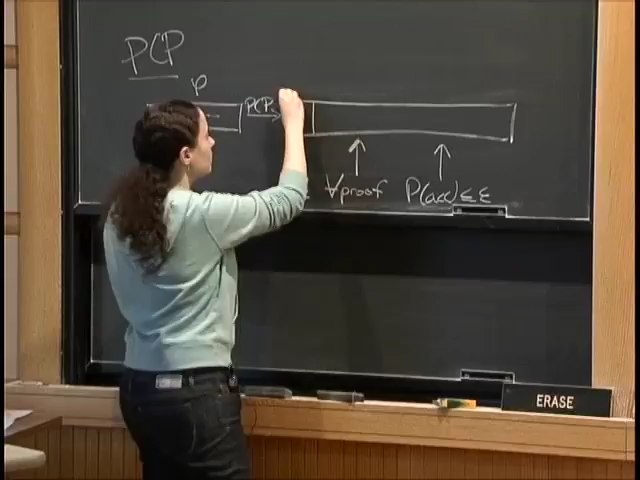 PCP
φ
PCP
∀proof P(acc)≤ε
ERASE